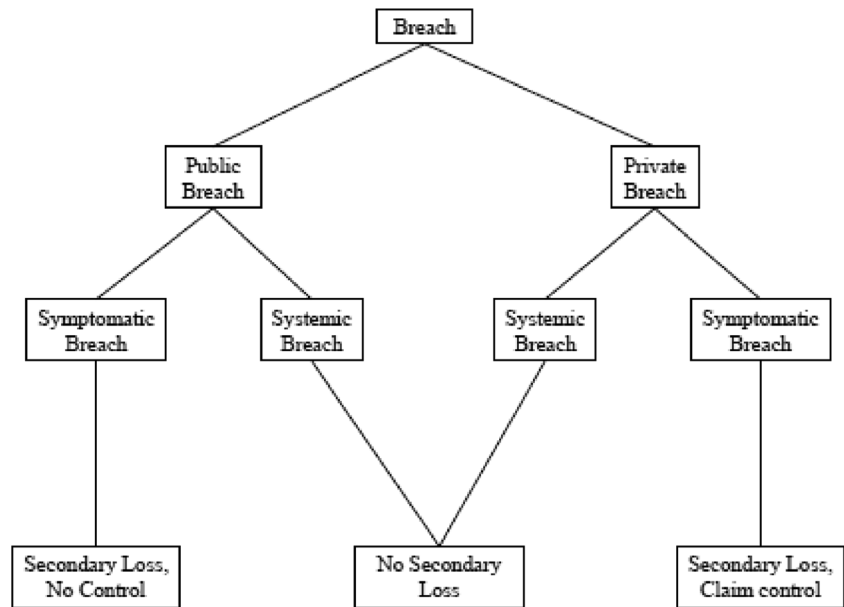 Breach
Public
Breach
Private
Breach
Symptomatic
Breach
Systemic
Breach
Systemic
Breach
Symptomatic
Breach
Secondary Loss,
No Control
No Secondary
Loss
Secondary Loss,
Claim control